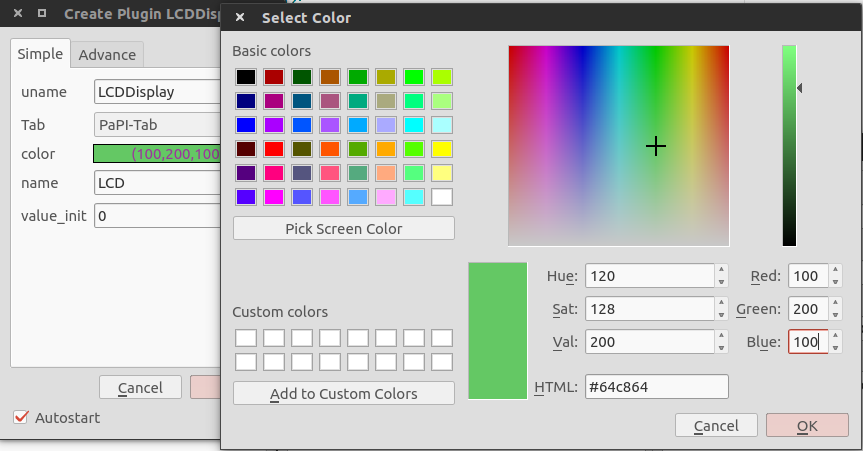 Create Plugin LCDDisp
Simple
Advance
uname
LCDDisplay
Tab
PaPI-Tab
color
(100,200,100
name
LCD
value_init
0
Cancel
Autostart
Select Color
Basic colors
Pick Screen Color
Custom colors
Add to Custom Colors
Hue:
120
Red:
100
Sat:
128
Green:
200
Val:
200
Blue:
100
HTML:
#64c864
Cancel
OK